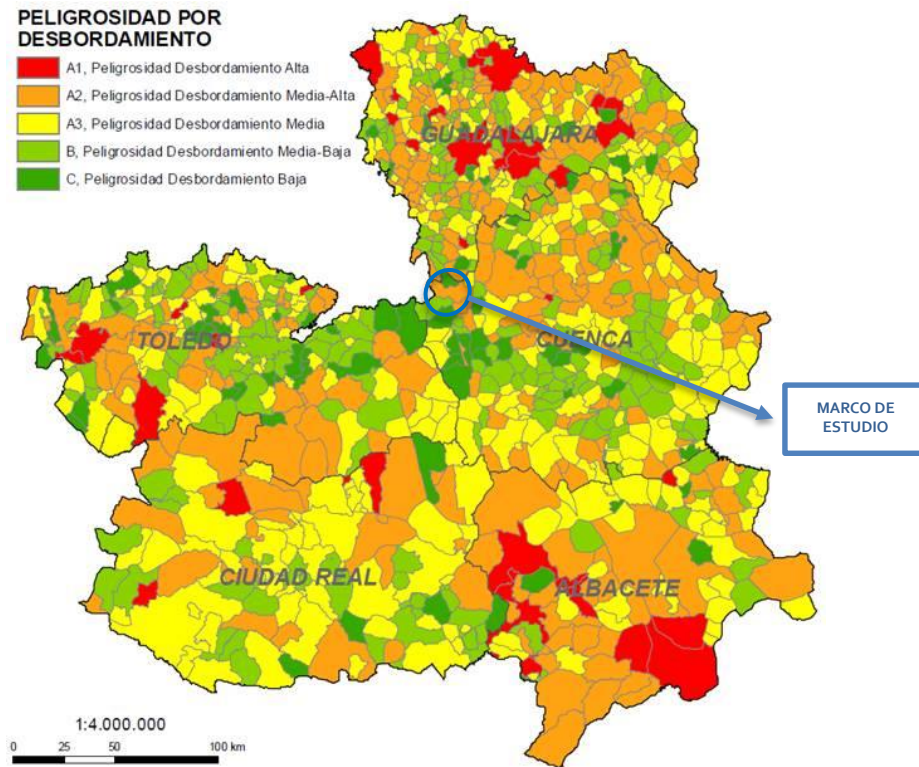 PELIGROSIDAD POR
DESBORDAMIENTO
A1, Peligrosidad Desbordamiento Alta
A2, Peligrosidad Desbordamiento Media-Alta
A3, Peligrosidad Desbordamiento Media
B, Peligrosidad Desbordamiento Media-Baja
C, Peligrosidad Desbordamiento Baja
GUADALAJARA
TOLEDO
CUENCA
MARCO DE
ESTUDIO
CIUDAD REAL
ALBACETE
1:4.000.000
0 25 50 100 km